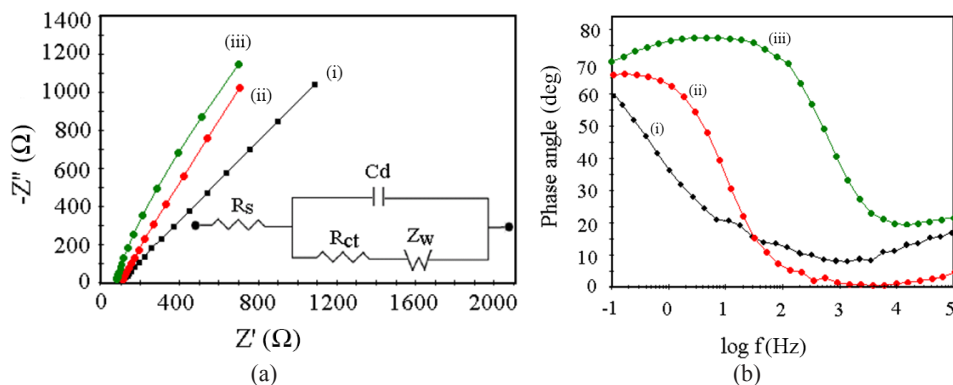 1400
1200
1000
800
600
400
200
0
-Z'' (Ω)
0
400
800
1200
1600
2000
Z' (Ω)
(iii)
(ii)
(i)
Cd
Rs
Rct
Zw
(a)
80
70
60
50
40
30
20
10
0
Phase angle (deg)
-1
0
1
2
3
4
5
log f (Hz)
(iii)
(ii)
(i)
(b)